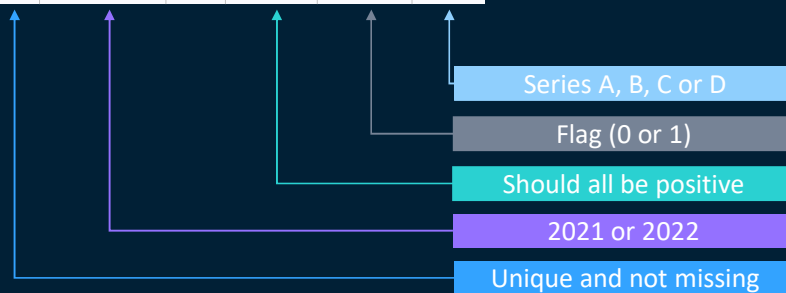 Series A, B, C or D
Flag (0 or 1)
Should all be positive
2021 or 2022
Unique and not missing